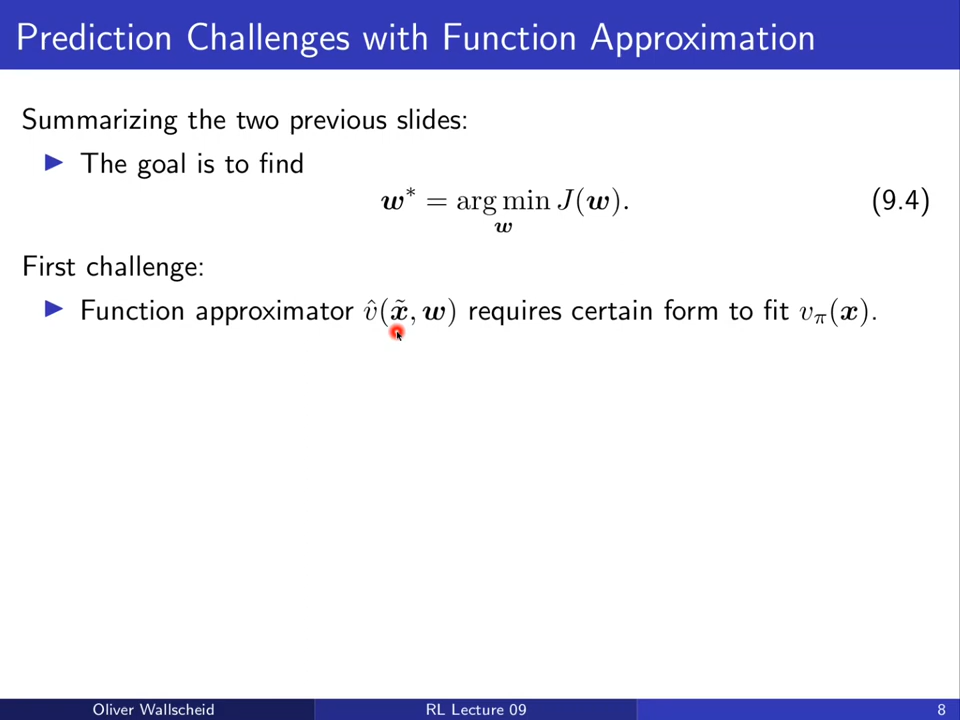 Prediction Challenges with Function Approximation
Summarizing the two previous slides:
▶ The goal is to find
w* = arg min J(w). (9.4)
w
First challenge:
▶ Function approximator v̂(x̃, w) requires certain form to fit vπ(x).
Oliver Wallscheid RL Lecture 09 8